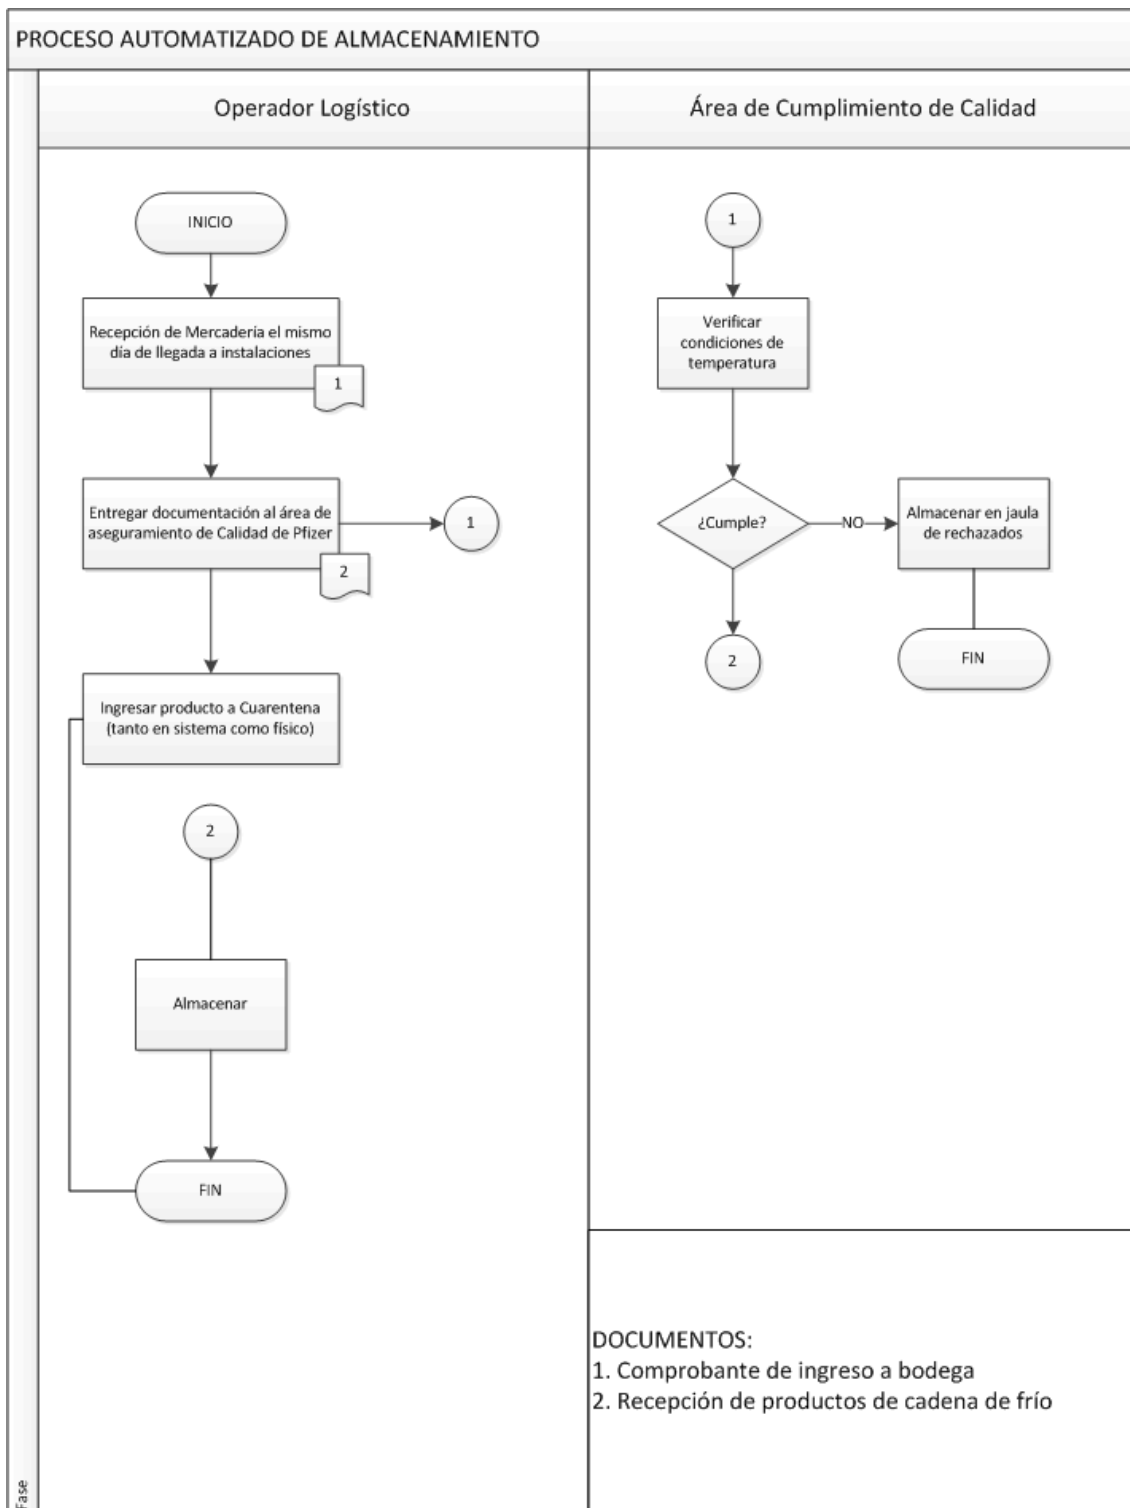 PROCESO AUTOMATIZADO DE ALMACENAMIENTO
Operador Logístico
INICIO
Recepción de Mercadería el mismo
día de llegada a instalaciones
1
Entregar documentación al área de
aseguramiento de Calidad de Pfizer
1
2
Ingresar producto a Cuarentena
(tanto en sistema como físico)
2
Almacenar
FIN
Área de Cumplimiento de Calidad
1
Verificar
condiciones de
temperatura
¿Cumple?
NO
Almacenar en jaula
de rechazados
2
FIN
DOCUMENTOS:
1. Comprobante de ingreso a bodega
2. Recepción de productos de cadena de frío
Fase